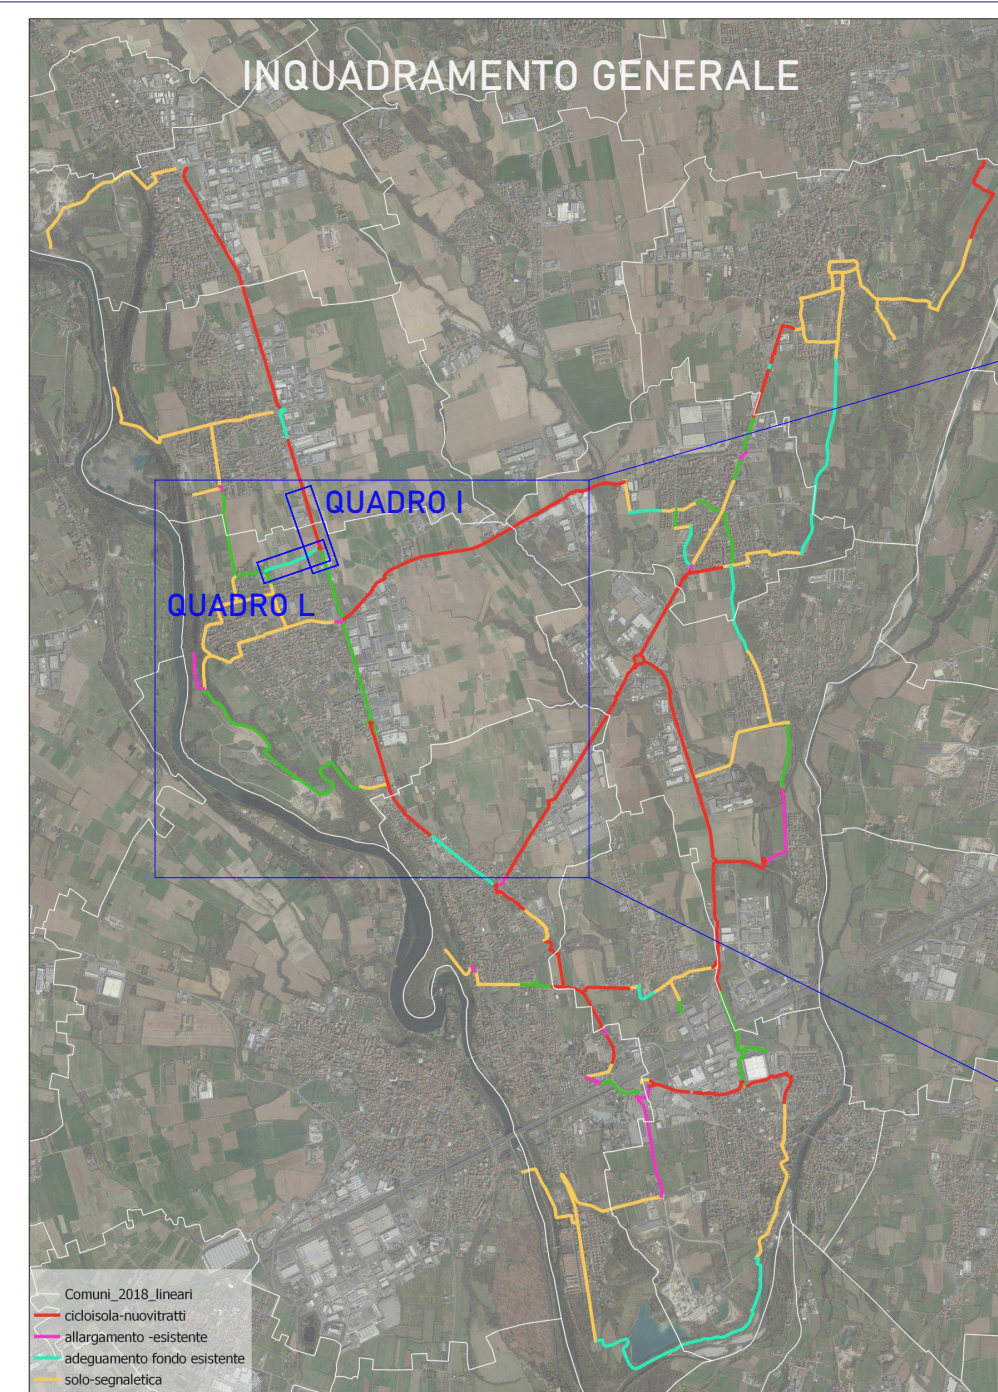 INQUADRAMENTO GENERALE
QUADRO I
QUADRO L
Comuni_2018_lineari
cicloisola-nuovitratti
allargamento -esistente
adeguamento fondo esistente
solo-segnaletica